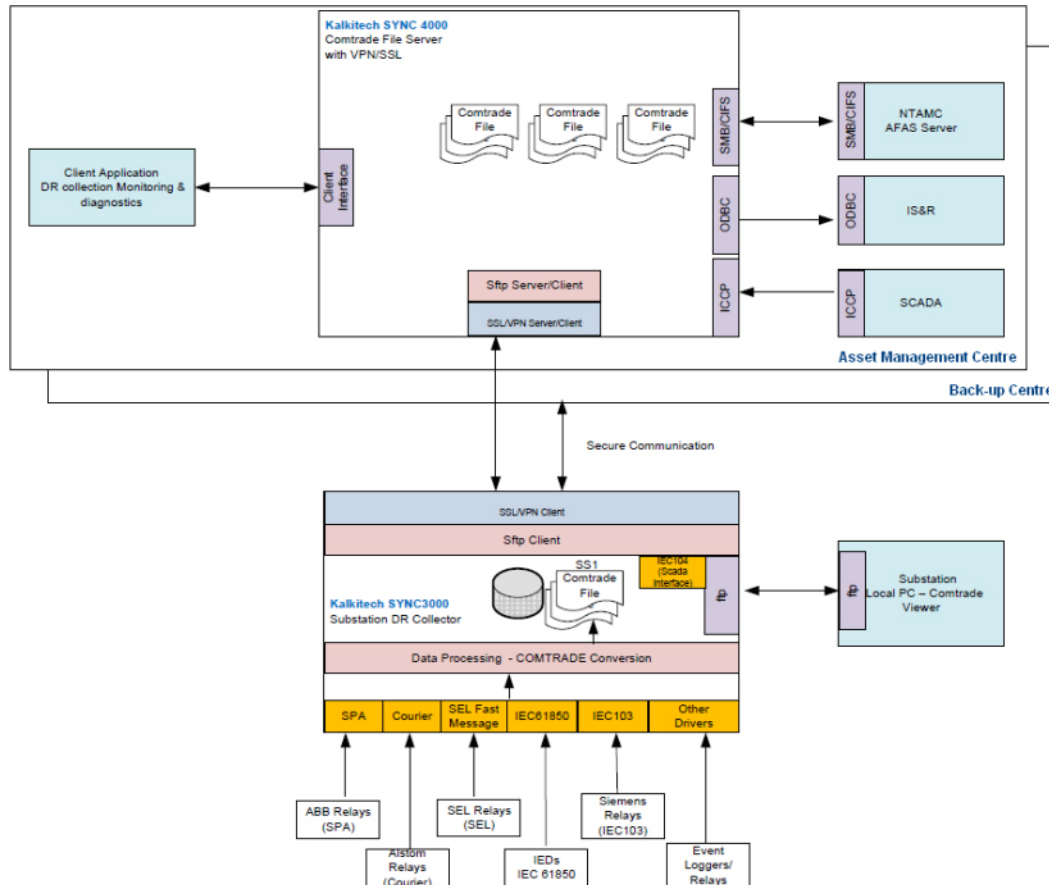 Kalkitech SYNC 4000
Comtrade File Server
with VPN/SSL
Comtrade
File
Comtrade
File
Comtrade
File
SMB/CIFS
SMB/CIFS
NTAMC
AFAS Server
Client Application
DR collection Monitoring &
diagnostics
Client
Interface
ODBC
ODBC
IS&R
Sftp Server/Client
SSL/VPN Server/Client
ICCP
ICCP
SCADA
Asset Management Centre
Back-up Centre
Secure Communication
SSL/VPN Client
Sftp Client
SS1
Comtrade
File
IEC104
(Scada
Interface)
ftp
ftp
Substation
Local PC – Comtrade
Viewer
Kalkitech SYNC3000
Substation DR Collector
Data Processing - COMTRADE Conversion
SPA
Courier
SEL Fast
Message
IEC61850
IEC103
Other
Drivers
ABB Relays
(SPA)
Alstom
Relays
(Courier)
SEL Relays
(SEL)
IEDs
IEC 61850
Siemens
Relays
(IEC103)
Event
Loggers/
Relays